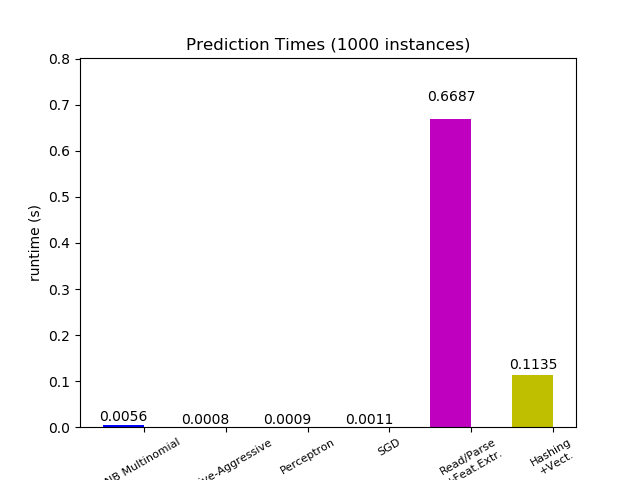 Prediction Times (1000 instances)
0.8
0.7
0.6
0.5
0.4
0.3
0.2
0.1
0.0
runtime (s)
0.0056
0.0008
0.0009
0.0011
0.6687
0.1135
NB Multinomial
ve-Aggressive
Perceptron
SGD
Read/Parse
+Feat.Extr.
Hashing
+Vect.